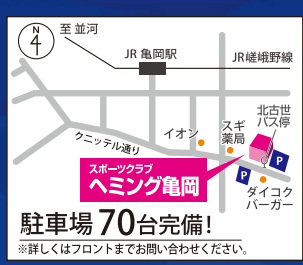 至 並河
N
4
JR 亀岡駅
JR嵯峨野線
北古世
バス停
スギ
薬局
イオン
クニッテル通り
P
スポーツクラブ
ヘミング亀岡
P
ダイコク
バーガー
駐車場70台完備!
※詳しくはフロントまでお問い合わせください。